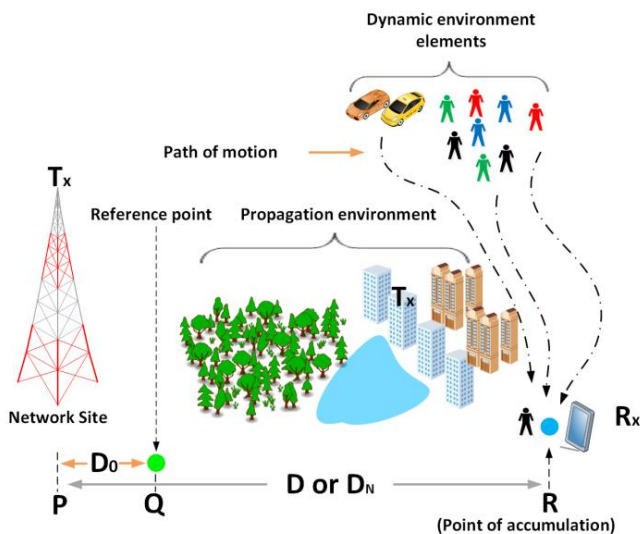 Dynamic environment
elements
Path of motion
Tx
Reference point
Propagation environment
Tx
Network Site
Rx
D0
D or DN
P
Q
R
(Point of accumulation)